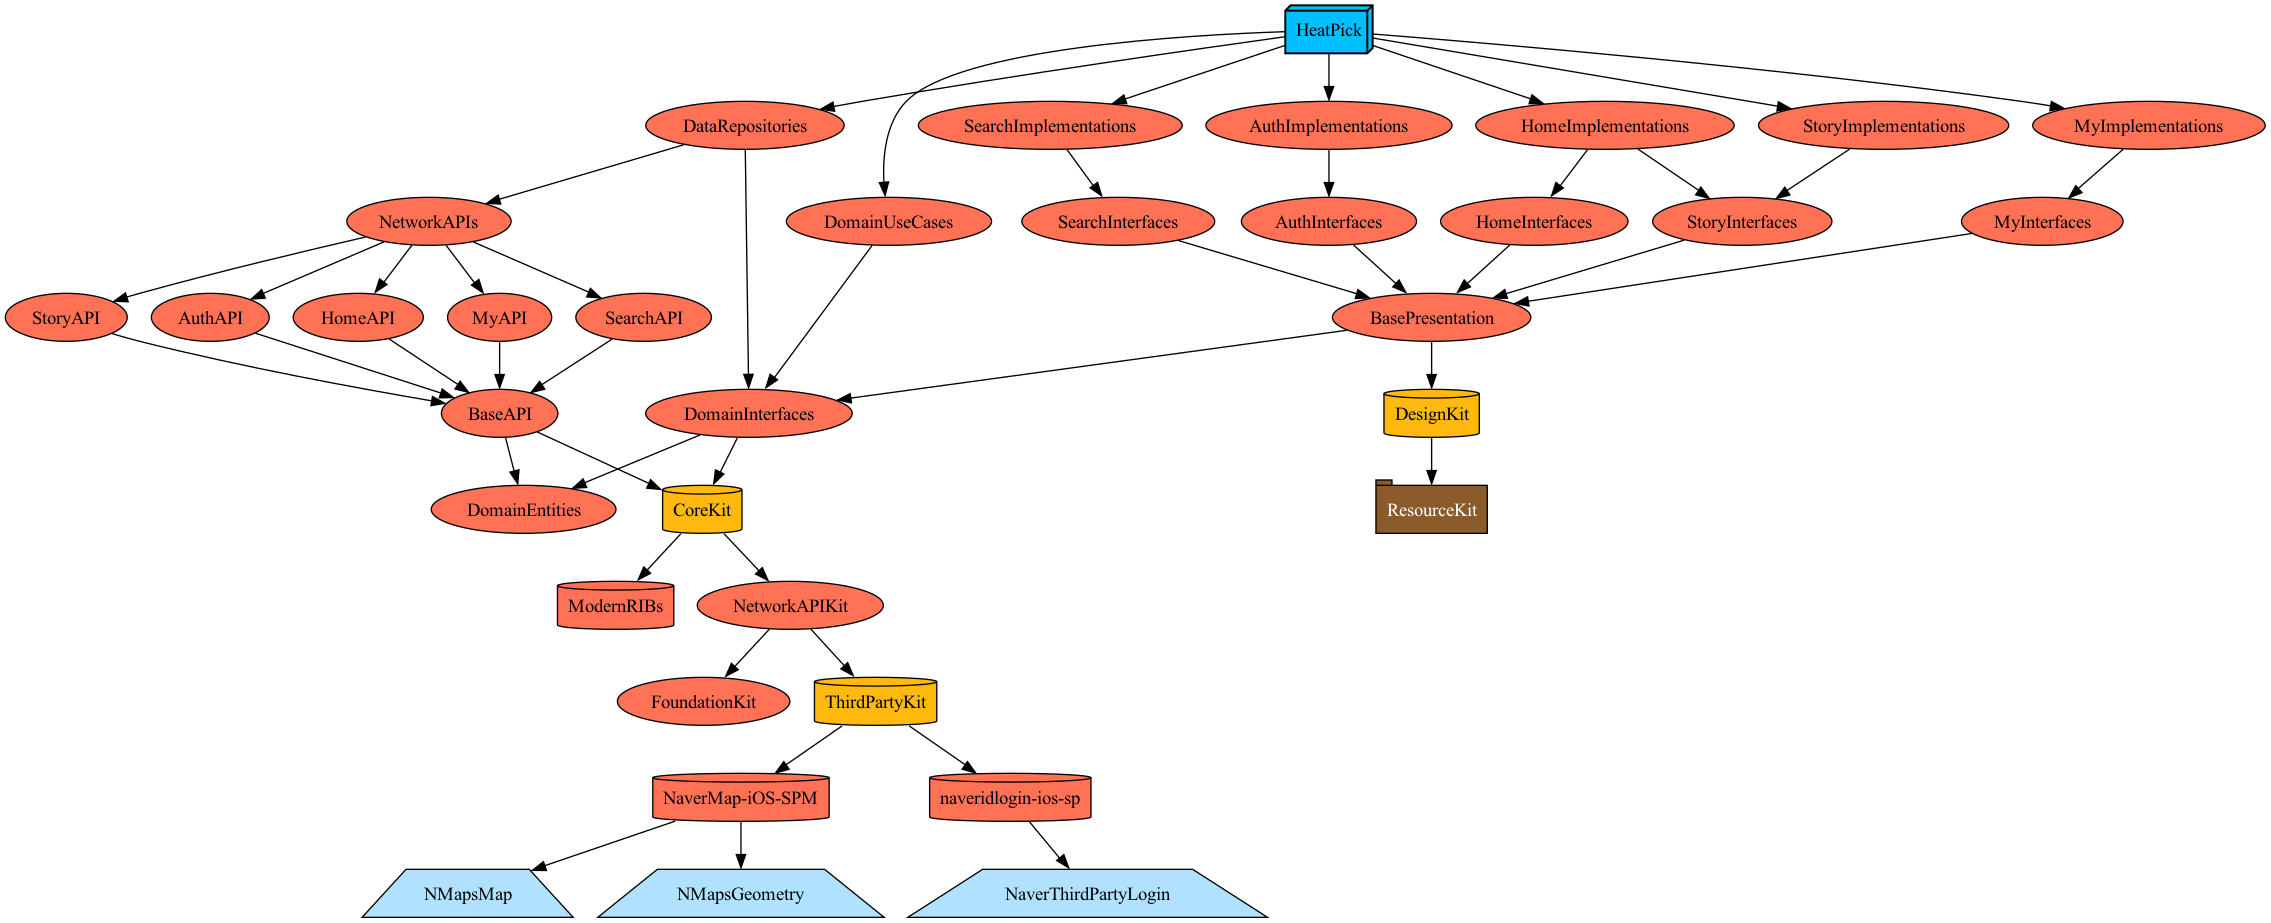 HeatPick
DataRepositories
SearchImplementations
AuthImplementations
HomeImplementations
StoryImplementations
MyImplementations
NetworkAPIs
DomainUseCases
SearchInterfaces
AuthInterfaces
HomeInterfaces
StoryInterfaces
MyInterfaces
StoryAPI
AuthAPI
HomeAPI
MyAPI
SearchAPI
BasePresentation
BaseAPI
DomainInterfaces
DesignKit
DomainEntities
CoreKit
ResourceKit
ModernRIBs
NetworkAPIKit
FoundationKit
ThirdPartyKit
NaverMap-iOS-SPM
naveridlogin-ios-sp
NMapsMap
NMapsGeometry
NaverThirdPartyLogin